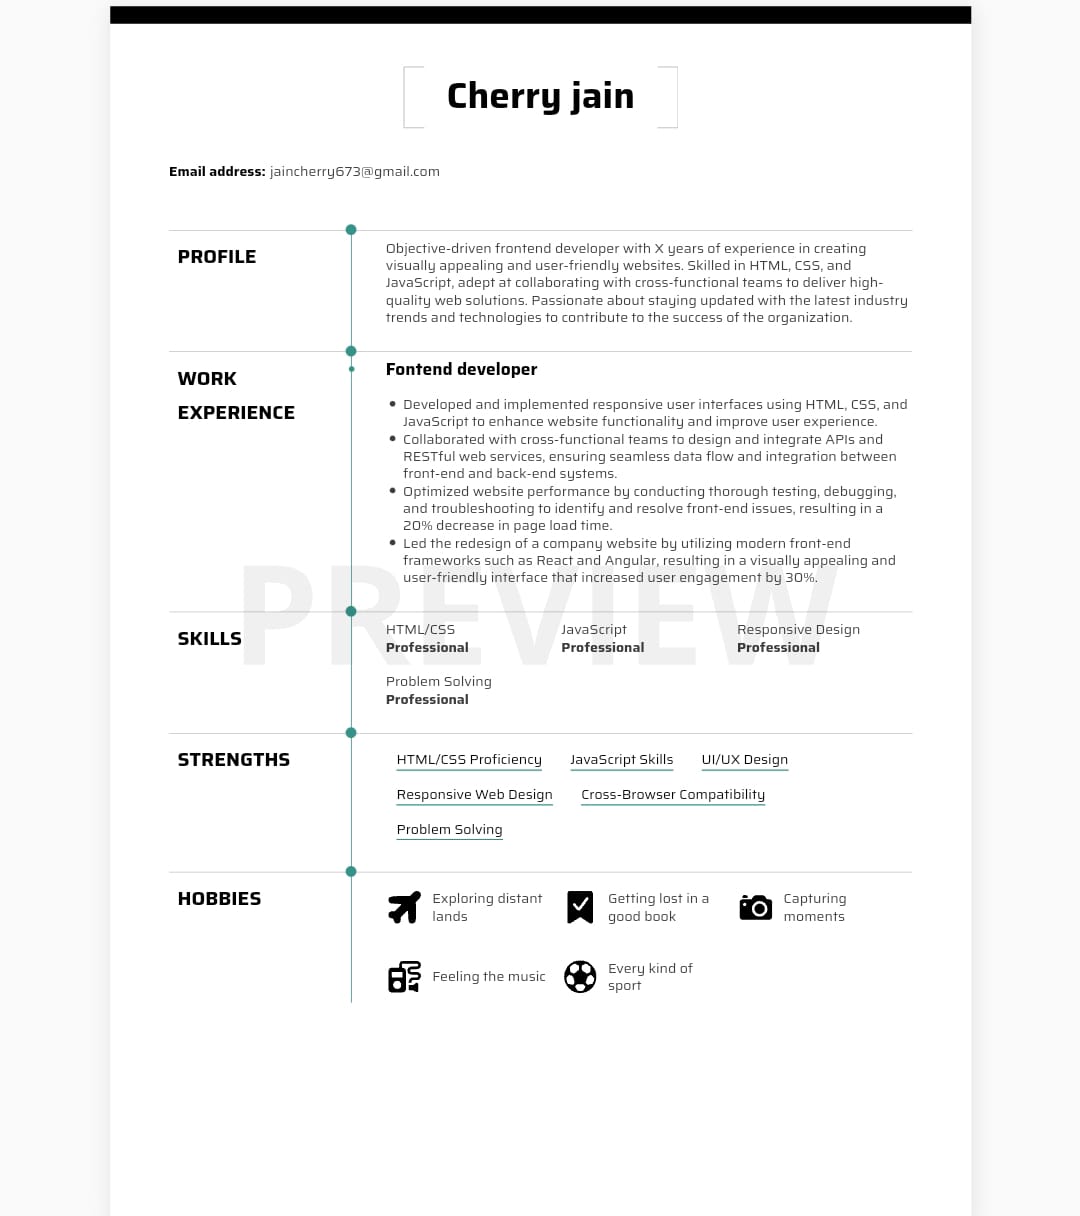 Cherry jain
Email address: jaincherry673@gmail.com
PROFILE
Objective-driven frontend developer with X years of experience in creating
visually appealing and user-friendly websites. Skilled in HTML, CSS, and
JavaScript, adept at collaborating with cross-functional teams to deliver high-
quality web solutions. Passionate about staying updated with the latest industry
trends and technologies to contribute to the success of the organization.
WORK
EXPERIENCE
Fontend developer
Developed and implemented responsive user interfaces using HTML, CSS, and
JavaScript to enhance website functionality and improve user experience.
Collaborated with cross-functional teams to design and integrate APIs and
RESTful web services, ensuring seamless data flow and integration between
front-end and back-end systems.
Optimized website performance by conducting thorough testing, debugging,
and troubleshooting to identify and resolve front-end issues, resulting in a
20% decrease in page load time.
Led the redesign of a company website by utilizing modern front-end
frameworks such as React and Angular, resulting in a visually appealing and
user-friendly interface that increased user engagement by 30%.
PREVIEW
SKILLS
HTML/CSS
Professional
JavaScript
Professional
Responsive Design
Professional
Problem Solving
Professional
STRENGTHS
HTML/CSS Proficiency JavaScript Skills UI/UX Design
Responsive Web Design Cross-Browser Compatibility
Problem Solving
HOBBIES
Exploring distant
lands
Getting lost in a
good book
Capturing
moments
Feeling the music
Every kind of
sport